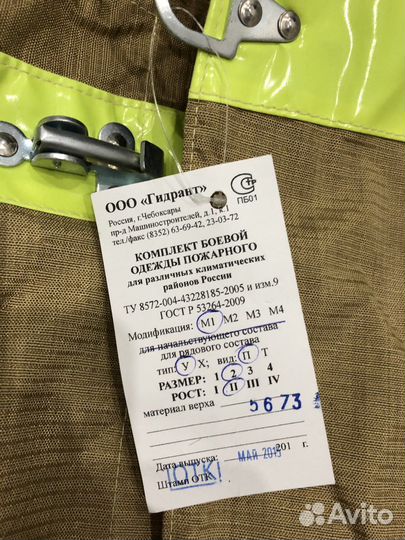 ООО «Гидрант»
ПБ01
Россия, г.Чебоксары
пр-д Машиностроителей, д.1, к.1
тел./факс (8352) 63-69-42, 23-03-72
КОМПЛЕКТ БОЕВОЙ
ОДЕЖДЫ ПОЖАРНОГО
для различных климатических
районов России
ТУ 8572-004-43228185-2005 и изм.9
ГОСТ Р 53264-2009
Модификация: М1 М2 М3 М4
для начальствующего состава
для рядового состава
тип: У Х; вид: П Т
РАЗМЕР: 1 2 3 4
РОСТ: I II III IV
материал верха 5673
Дата выпуска: МАЙ 2015 201 г.
Штамп ОТК ОТК1
Avito